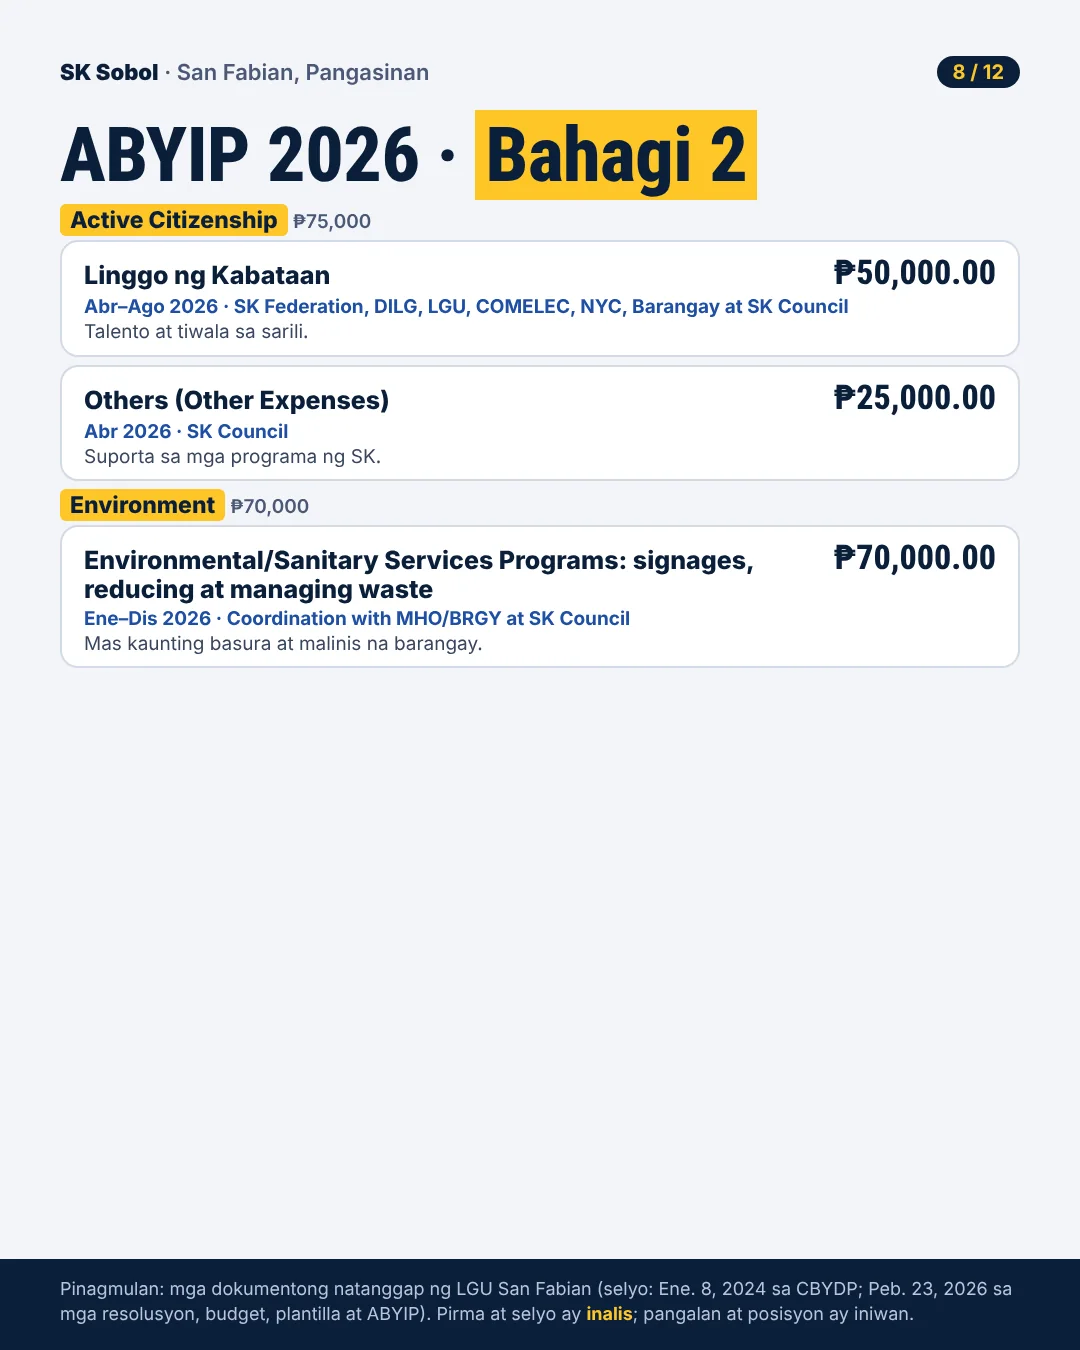 SK Sobol · San Fabian, Pangasinan
8 / 12
ABYIP 2026 · Bahagi 2
Active Citizenship ₱75,000
Linggo ng Kabataan ₱50,000.00
Abr–Ago 2026 · SK Federation, DILG, LGU, COMELEC, NYC, Barangay at SK Council
Talento at tiwala sa sarili.
Others (Other Expenses) ₱25,000.00
Abr 2026 · SK Council
Suporta sa mga programa ng SK.
Environment ₱70,000
Environmental/Sanitary Services Programs: signages, ₱70,000.00
reducing at managing waste
Ene–Dis 2026 · Coordination with MHO/BRGY at SK Council
Mas kaunting basura at malinis na barangay.
Pinagmulan: mga dokumentong natanggap ng LGU San Fabian (selyo: Ene. 8, 2024 sa CBYDP; Peb. 23, 2026 sa
mga resolusyon, budget, plantilla at ABYIP). Pirma at selyo ay inalis; pangalan at posisyon ay iniwan.